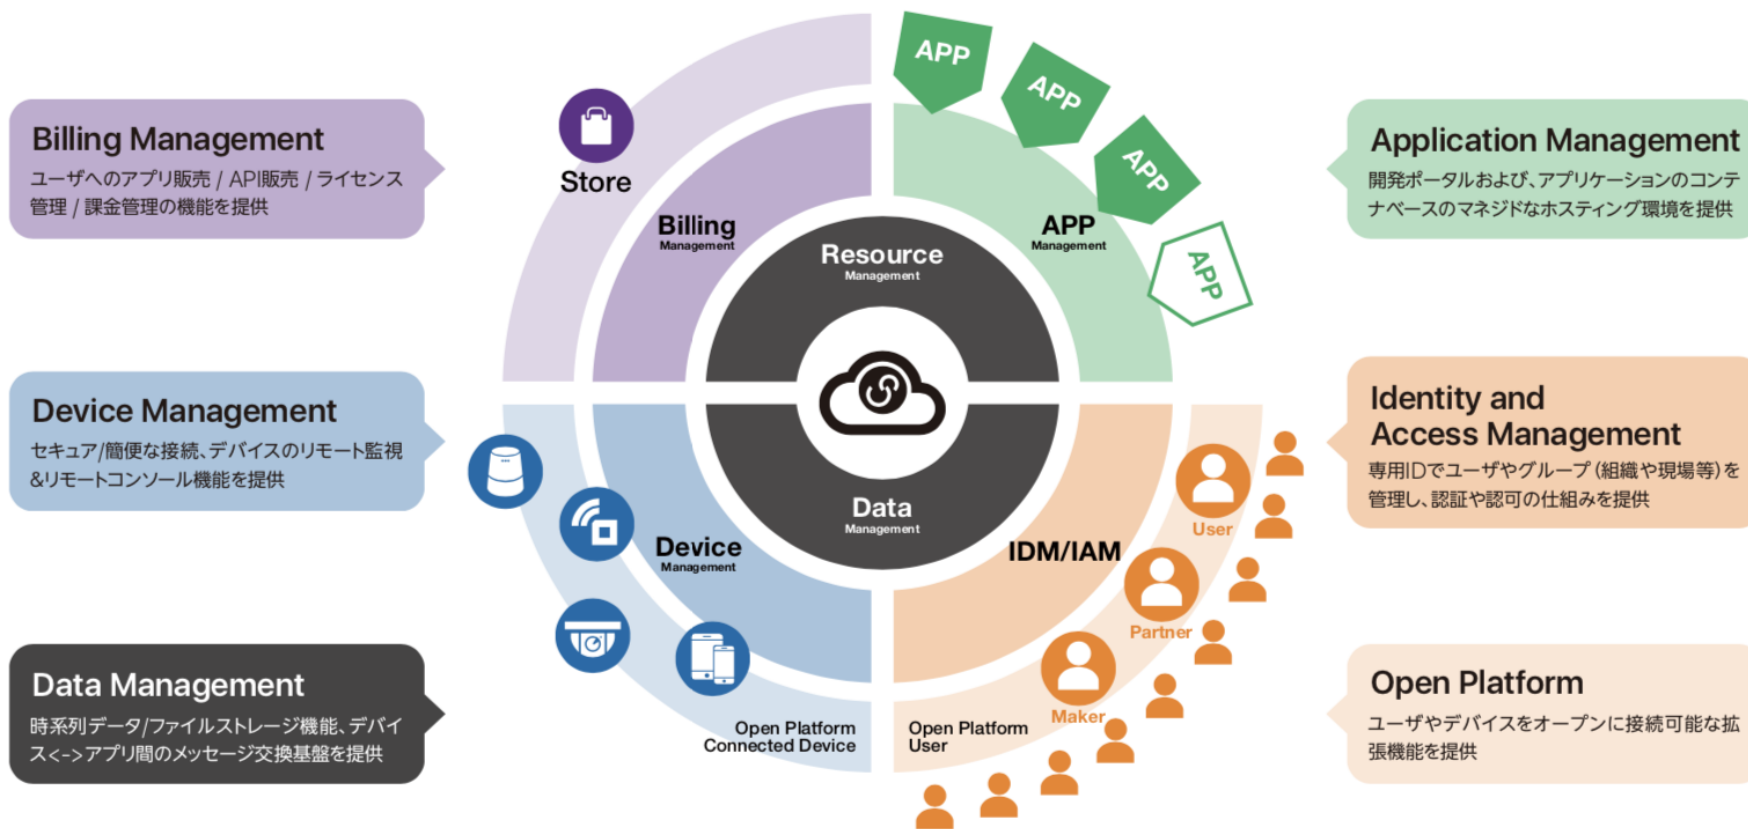 Billing Management
ユーザへのアプリ販売 / API販売 / ライセンス
管理 / 課金管理の機能を提供
Device Management
セキュア/簡便な接続、デバイスのリモート監視
&リモートコンソール機能を提供
Data Management
時系列データ/ファイルストレージ機能、デバイ
ス<->アプリ間のメッセージ交換基盤を提供
Store
Billing
Management
Resource
Management
APP
Management
APP
APP
APP
APP
Data
Management
Device
Management
IDM/IAM
User
Partner
Maker
Open Platform
Connected Device
Open Platform
User
Application Management
開発ポータルおよび、アプリケーションのコンテ
ナベースのマネジドなホスティング環境を提供
Identity and
Access Management
専用IDでユーザやグループ（組織や現場等）を
管理し、認証や認可の仕組みを提供
Open Platform
ユーザやデバイスをオープンに接続可能な拡
張機能を提供